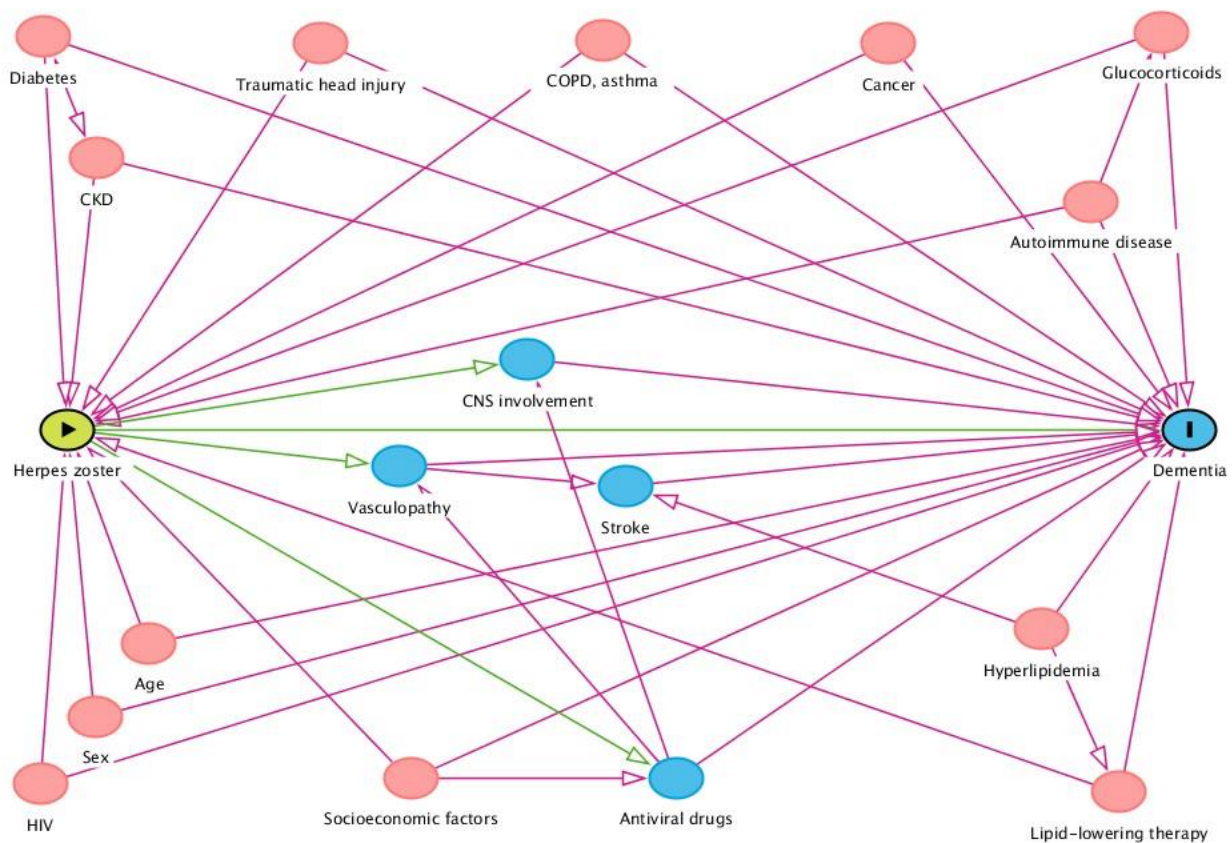 Diabetes
Traumatic head injury
COPD, asthma
Cancer
Glucocorticoids
CKD
Autoimmune disease
CNS involvement
Herpes zoster
Dementia
Vasculopathy
Stroke
Age
Hyperlipidemia
Sex
HIV
Socioeconomic factors
Antiviral drugs
Lipid-lowering therapy